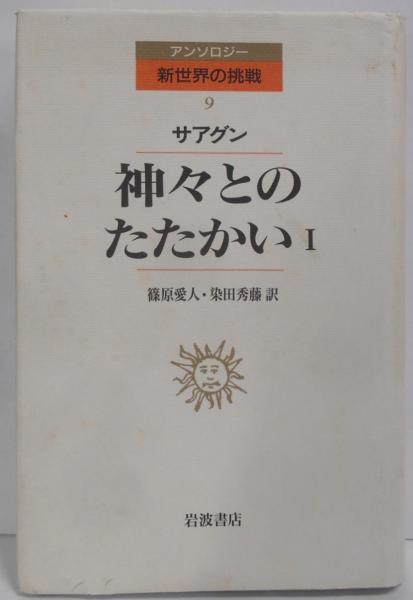 アンソロジー
新世界の挑戦
9
サアグン
神々との
たたかいI
篠原愛人・染田秀藤 訳
岩波書店